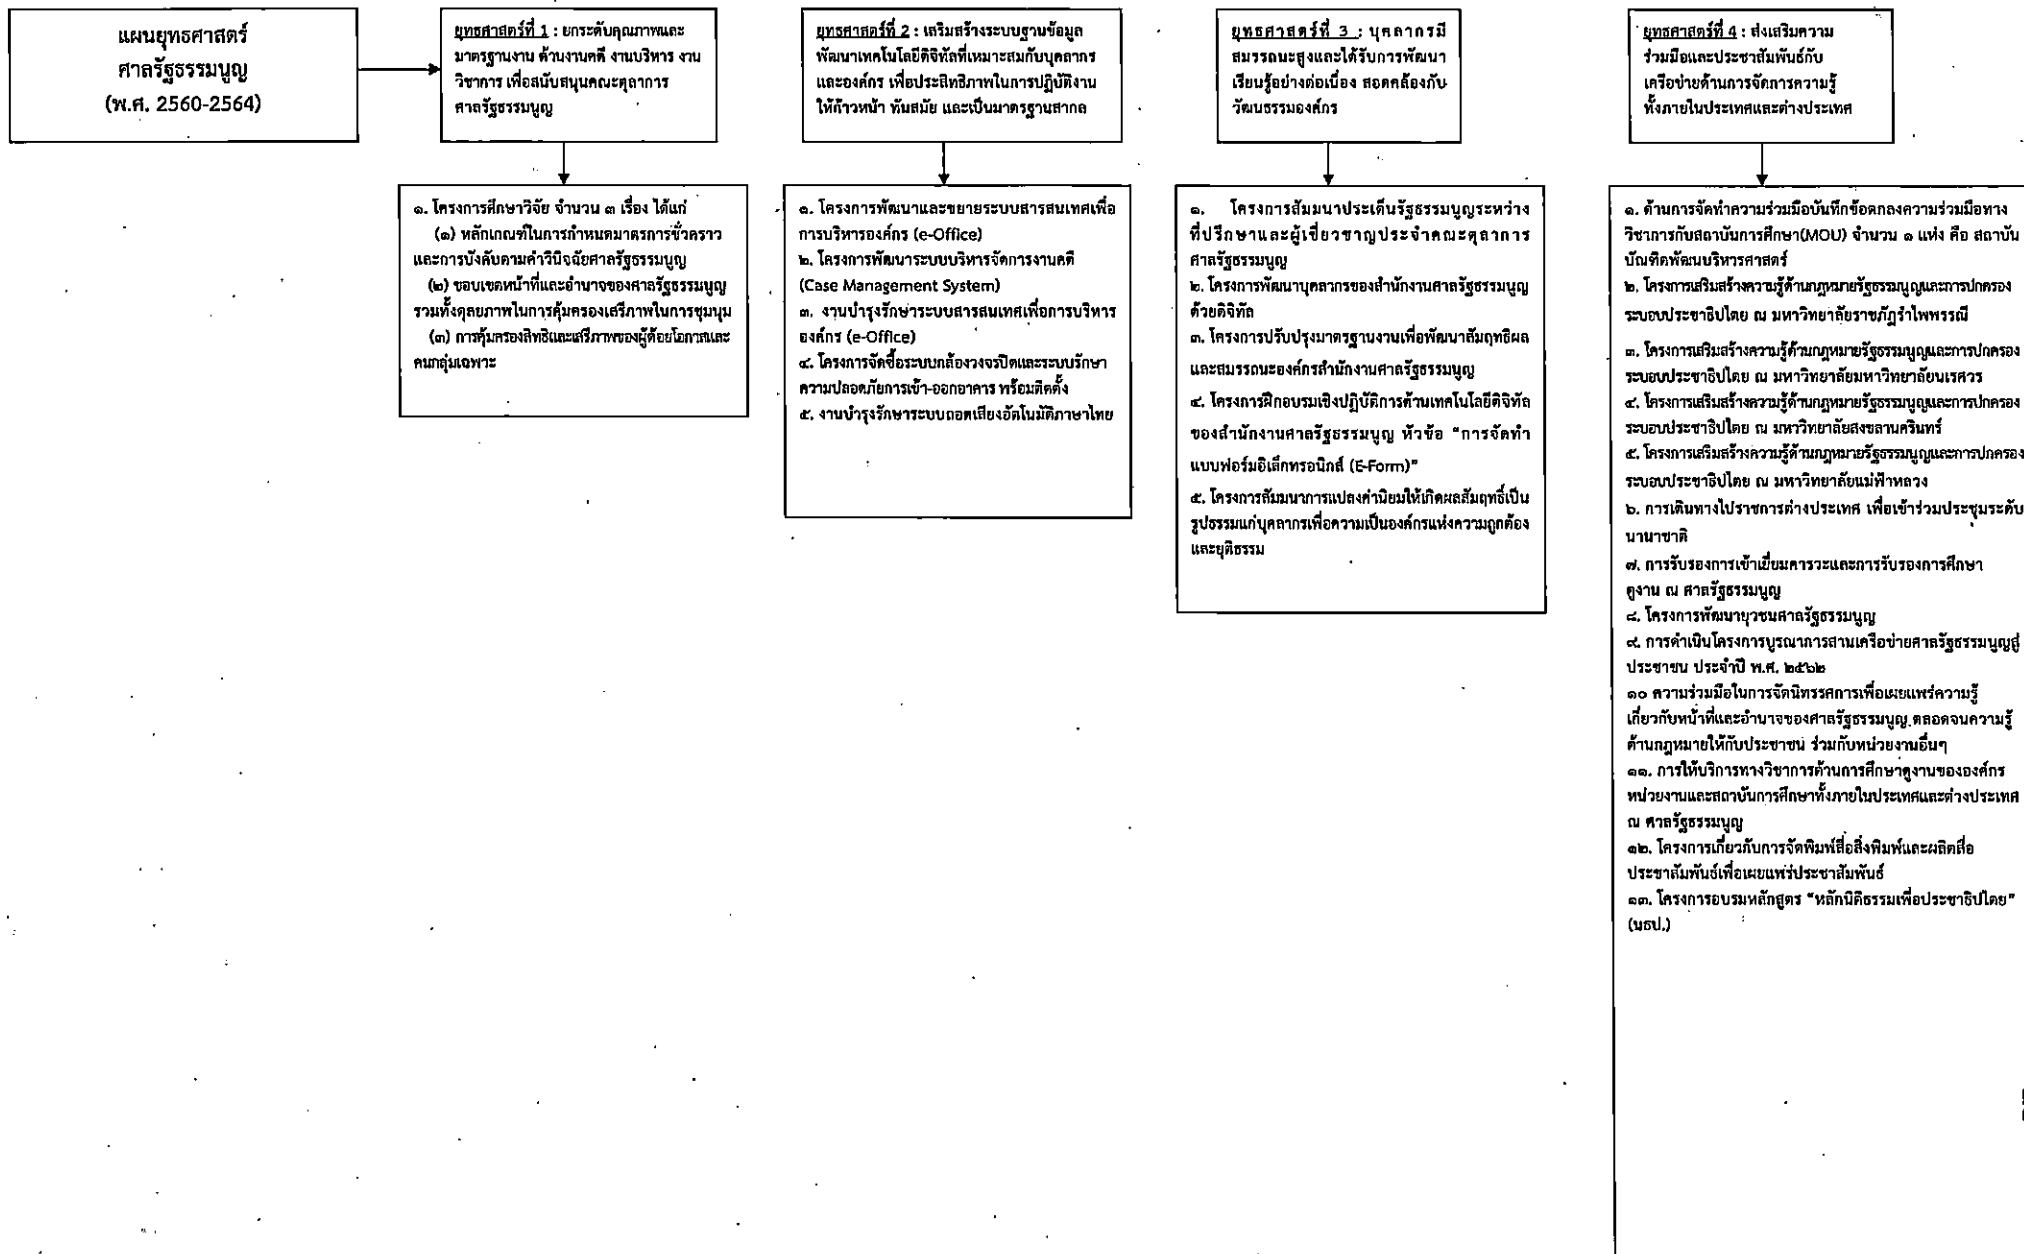 แผนยุทธศาสตร์
ศาลรัฐธรรมนูญ
(พ.ศ. 2560-2564)
ยุทธศาสตร์ที่ 1 : ยกระดับคุณภาพและ
มาตรฐานงาน ด้านงานคดี งานบริหาร งาน
วิชาการ เพื่อสนับสนุนคณะตุลาการ
ศาลรัฐธรรมนูญ
ยุทธศาสตร์ที่ 2 : เสริมสร้างระบบฐานข้อมูล
พัฒนาเทคโนโลยีดิจิทัลที่เหมาะสมกับบุคลากร
และองค์กร เพื่อประสิทธิภาพในการปฏิบัติงาน
ให้ก้าวหน้า ทันสมัย และเป็นมาตรฐานสากล
ยุทธศาสตร์ที่ 3 : บุคลากรมี
สมรรถนะสูงและได้รับการพัฒนา
เรียนรู้อย่างต่อเนื่อง สอดคล้องกับ
วัฒนธรรมองค์กร
ยุทธศาสตร์ที่ 4 : ส่งเสริมความ
ร่วมมือและประชาสัมพันธ์กับ
เครือข่ายด้านการจัดการความรู้
ทั้งภายในประเทศและต่างประเทศ
๑. โครงการศึกษาวิจัย จำนวน ๓ เรื่อง ได้แก่
(๑) หลักเกณฑ์ในการกำหนดมาตรการชั่วคราว
และการบังคับตามคำวินิจฉัยศาลรัฐธรรมนูญ
(๒) ขอบเขตหน้าที่และอำนาจของศาลรัฐธรรมนูญ
รวมทั้งดุลยภาพในการคุ้มครองเสรีภาพในการชุมนุม
(๓) การคุ้มครองสิทธิและเสรีภาพของผู้ด้อยโอกาสและ
คนกลุ่มเฉพาะ
๑. โครงการพัฒนาและขยายระบบสารสนเทศเพื่อ
การบริหารองค์กร (e-Office)
๒. โครงการพัฒนาระบบบริหารจัดการงานคดี
(Case Management System)
๓. งานบำรุงรักษาระบบสารสนเทศเพื่อการบริหาร
องค์กร (e-Office)
๔. โครงการจัดซื้อระบบกล้องวงจรปิดและระบบรักษา
ความปลอดภัยการเข้า-ออกอาคาร พร้อมติดตั้ง
๕. งานบำรุงรักษาระบบถอดเสียงอัตโนมัติภาษาไทย
๑. โครงการสัมมนาประเด็นรัฐธรรมนูญระหว่าง
ที่ปรึกษาและผู้เชี่ยวชาญประจำคณะตุลาการ
ศาลรัฐธรรมนูญ
๒. โครงการพัฒนาบุคลากรของสำนักงานศาลรัฐธรรมนูญ
ด้วยดิจิทัล
๓. โครงการปรับปรุงมาตรฐานงานเพื่อพัฒนาสัมฤทธิผล
และสมรรถนะองค์กรสำนักงานศาลรัฐธรรมนูญ
๔. โครงการฝึกอบรมเชิงปฏิบัติการด้านเทคโนโลยีดิจิทัล
ของสำนักงานศาลรัฐธรรมนูญ หัวข้อ "การจัดทำ
แบบฟอร์มอิเล็กทรอนิกส์ (E-Form)"
๕. โครงการสัมมนาการแปลงค่านิยมให้เกิดผลสัมฤทธิ์เป็น
รูปธรรมแก่บุคลากรเพื่อความเป็นองค์กรแห่งความถูกต้อง
และยุติธรรม
๑. ด้านการจัดทำความร่วมมือบันทึกข้อตกลงความร่วมมือทาง
วิชาการกับสถาบันการศึกษา(MOU) จำนวน ๑ แห่ง คือ สถาบัน
บัณฑิตพัฒนบริหารศาสตร์
๒. โครงการเสริมสร้างความรู้ด้านกฎหมายรัฐธรรมนูญและการปกครอง
ระบอบประชาธิปไตย ณ มหาวิทยาลัยราชภัฏรำไพพรรณี
๓. โครงการเสริมสร้างความรู้ด้านกฎหมายรัฐธรรมนูญและการปกครอง
ระบอบประชาธิปไตย ณ มหาวิทยาลัยมหาวิทยาลัยนเรศวร
๔. โครงการเสริมสร้างความรู้ด้านกฎหมายรัฐธรรมนูญและการปกครอง
ระบอบประชาธิปไตย ณ มหาวิทยาลัยสงขลานครินทร์
๕. โครงการเสริมสร้างความรู้ด้านกฎหมายรัฐธรรมนูญและการปกครอง
ระบอบประชาธิปไตย ณ มหาวิทยาลัยแม่ฟ้าหลวง
๖. การเดินทางไปราชการต่างประเทศ เพื่อเข้าร่วมประชุมระดับ
นานาชาติ
๗. การรับรองการเข้าเยี่ยมคารวะและการรับรองการศึกษา
ดูงาน ณ ศาลรัฐธรรมนูญ
๘. โครงการพัฒนายุวชนศาลรัฐธรรมนูญ
๙. การดำเนินโครงการบูรณาการสานเครือข่ายศาลรัฐธรรมนูญสู่
ประชาชน ประจำปี พ.ศ. ๒๕๖๒
๑๐ ความร่วมมือในการจัดนิทรรศการเพื่อเผยแพร่ความรู้
เกี่ยวกับหน้าที่และอำนาจของศาลรัฐธรรมนูญ ตลอดจนความรู้
ด้านกฎหมายให้กับประชาชน ร่วมกับหน่วยงานอื่นๆ
๑๑. การให้บริการทางวิชาการด้านการศึกษาดูงานขององค์กร
หน่วยงานและสถาบันการศึกษาทั้งภายในประเทศและต่างประเทศ
ณ ศาลรัฐธรรมนูญ
๑๒. โครงการเกี่ยวกับการจัดพิมพ์สื่อสิ่งพิมพ์และผลิตสื่อ
ประชาสัมพันธ์เพื่อเผยแพร่ประชาสัมพันธ์
๑๓. โครงการอบรมหลักสูตร "หลักนิติธรรมเพื่อประชาธิปไตย"
(นธป.)